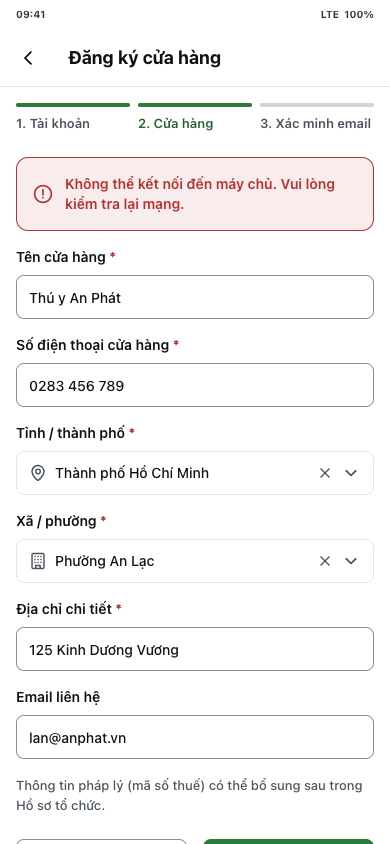 09:41
LTE 100%
Đăng ký cửa hàng
1. Tài khoản
2. Cửa hàng
3. Xác minh email
Không thể kết nối đến máy chủ. Vui lòng
kiểm tra lại mạng.
Tên cửa hàng *
Thú y An Phát
Số điện thoại cửa hàng *
0283 456 789
Tỉnh / thành phố *
Thành phố Hồ Chí Minh
Xã / phường *
Phường An Lạc
Địa chỉ chi tiết *
125 Kinh Dương Vương
Email liên hệ
lan@anphat.vn
Thông tin pháp lý (mã số thuế) có thể bổ sung sau trong
Hồ sơ tổ chức.